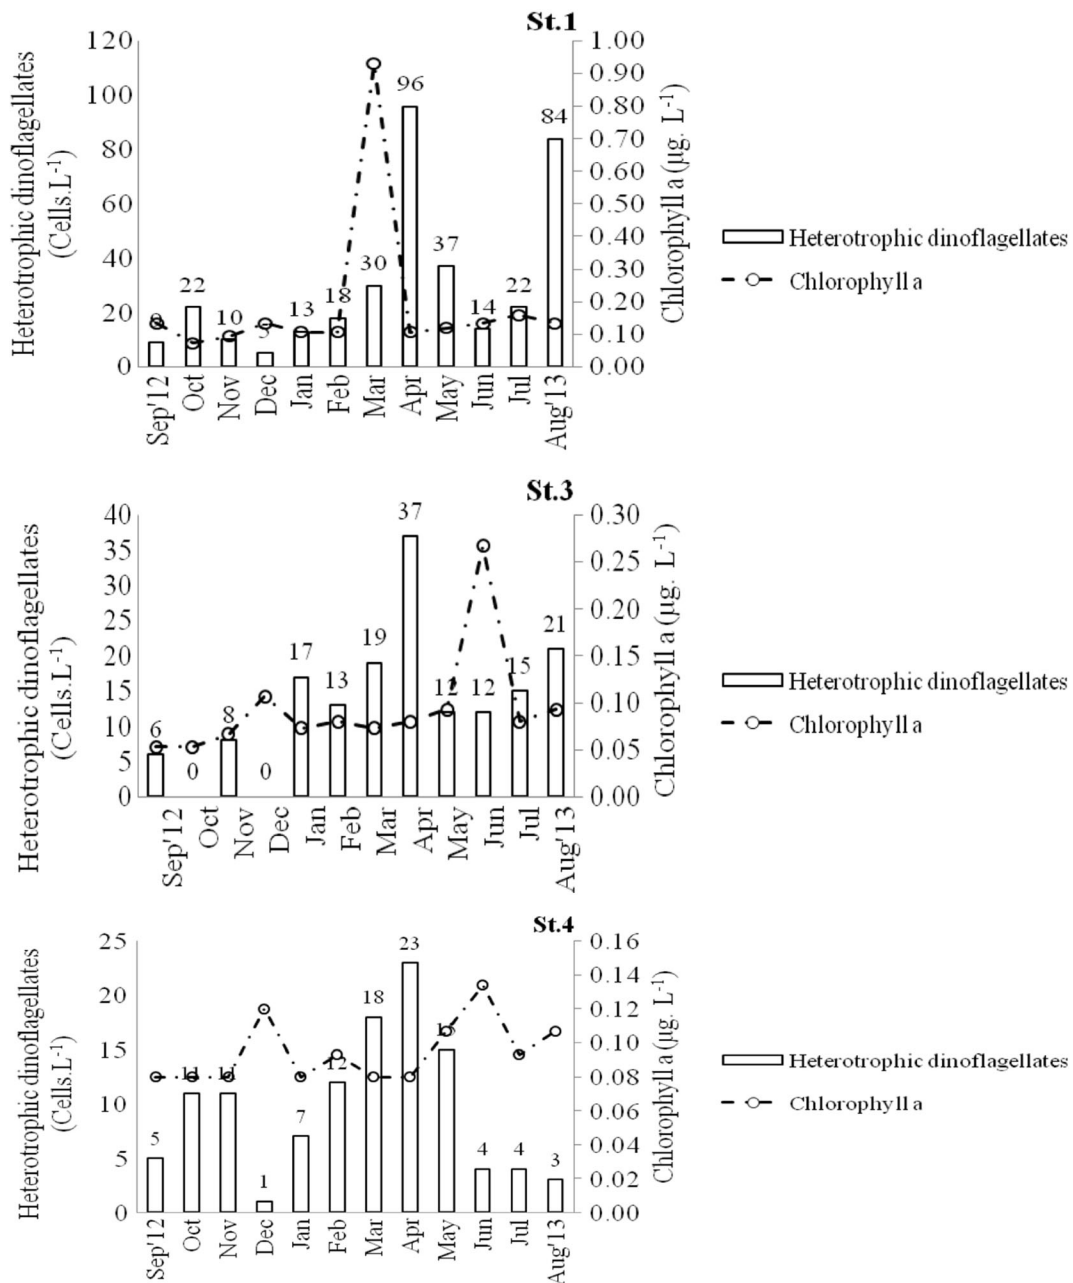 St.1
Heterotrophic dinoflagellates
(Cells.L-1)
120
100
80
60
40
20
0
22
10
5
13
18
30
96
37
14
22
84
1.00
0.90
0.80
0.70
0.60
0.50
0.40
0.30
0.20
0.10
0.00
Chlorophyll a (µg. L-1)
Sep'12
Oct
Nov
Dec
Jan
Feb
Mar
Apr
May
Jun
Jul
Aug'13
Heterotrophic dinoflagellates
Chlorophyll a
St.3
Heterotrophic dinoflagellates
(Cells.L-1)
40
35
30
25
20
15
10
5
0
6
0
8
0
17
13
19
37
12
12
15
21
0.30
0.25
0.20
0.15
0.10
0.05
0.00
Chlorophyll a (µg. L-1)
Sep'12
Oct
Nov
Dec
Jan
Feb
Mar
Apr
May
Jun
Jul
Aug'13
Heterotrophic dinoflagellates
Chlorophyll a
St.4
Heterotrophic dinoflagellates
(Cells.L-1)
25
20
15
10
5
0
5
11
11
1
7
12
18
23
15
4
4
3
0.16
0.14
0.12
0.10
0.08
0.06
0.04
0.02
0.00
Chlorophyll a (µg. L-1)
Sep'12
Oct
Nov
Dec
Jan
Feb
Mar
Apr
May
Jun
Jul
Aug'13
Heterotrophic dinoflagellates
Chlorophyll a